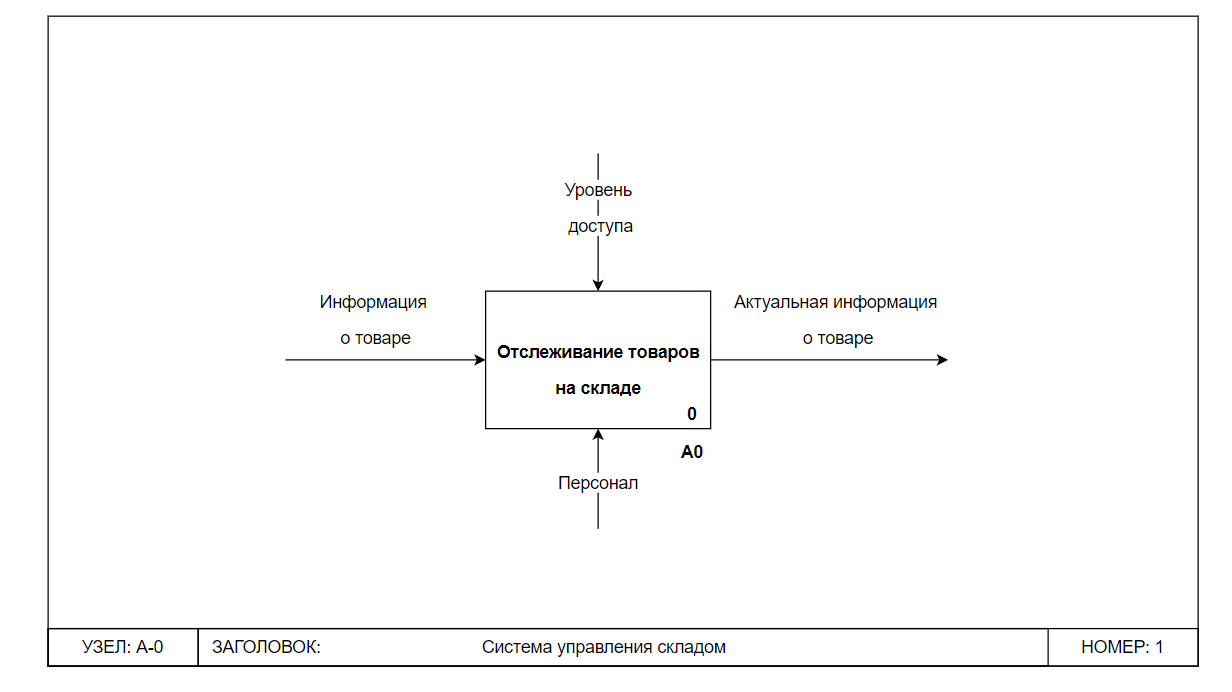 Уровень
доступа
Информация
о товаре
Актуальная информация
о товаре
Отслеживание товаров
на складе
0
A0
Персонал
УЗЕЛ: A-0
ЗАГОЛОВОК:
Система управления складом
НОМЕР: 1